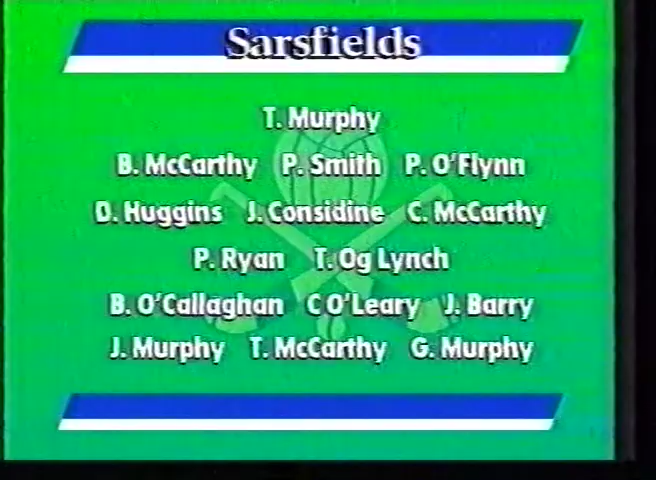 Sarsfields
T. Murphy
B. McCarthy P. Smith P. O'Flynn
D. Huggins J. Considine C. McCarthy
P. Ryan T. Og Lynch
B. O'Callaghan C O'Leary J. Barry
J. Murphy T. McCarthy G. Murphy